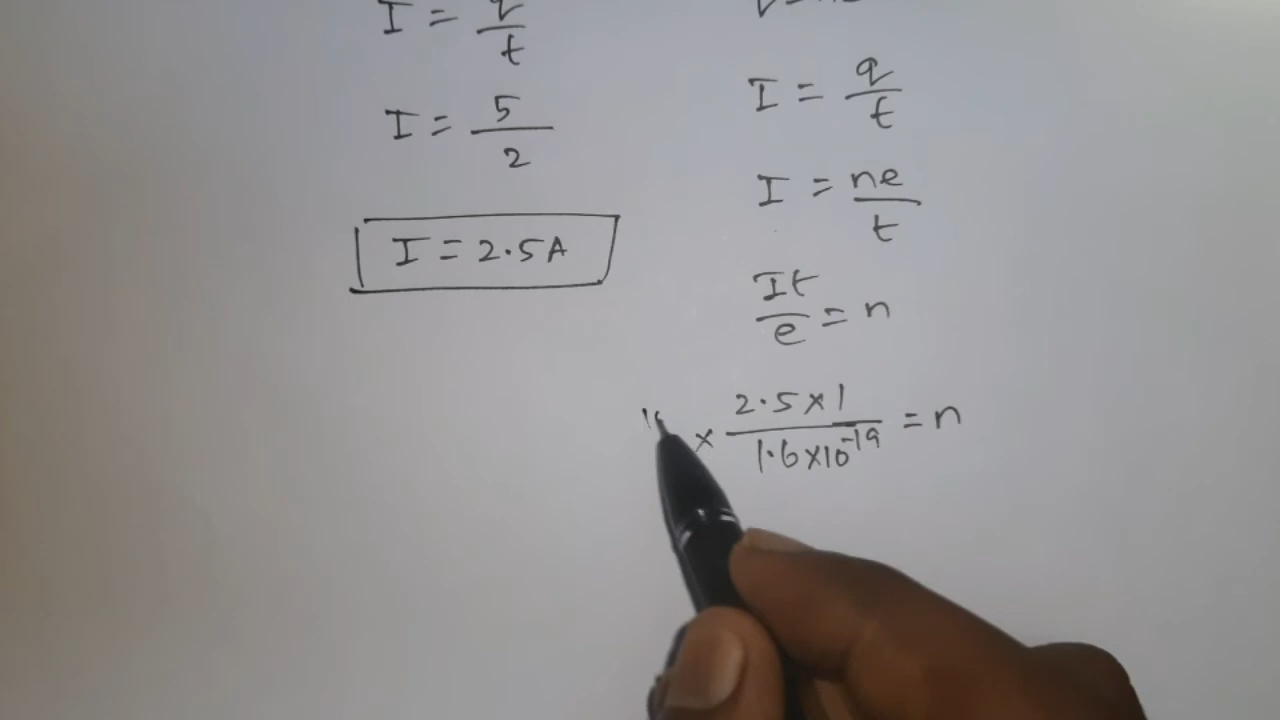 I = q/t
I = 5/2
I = 2.5A
I = q/t
I = ne/t
It/e = n
× 2.5×1/1.6×10⁻¹⁹ = n